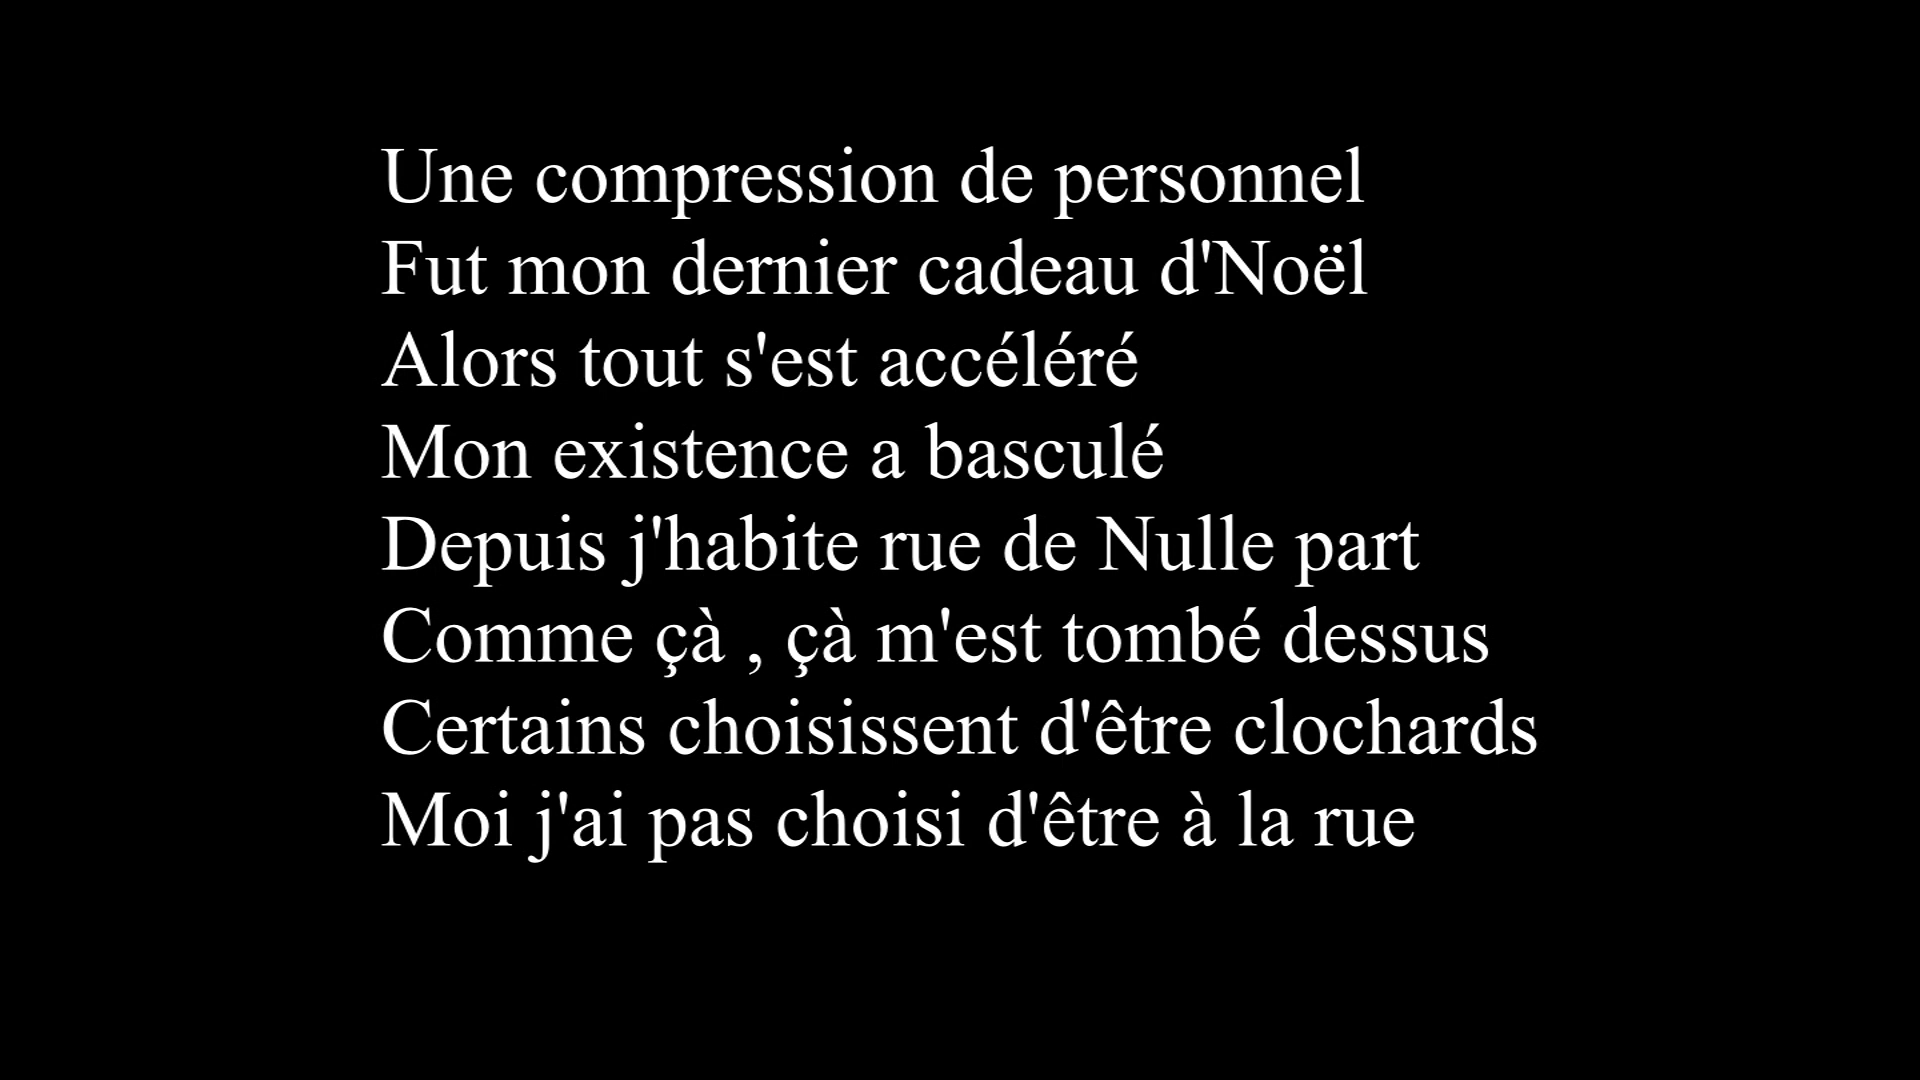 Une compression de personnel
Fut mon dernier cadeau d'Noël
Alors tout s'est accéléré
Mon existence a basculé
Depuis j'habite rue de Nulle part
Comme çà , çà m'est tombé dessus
Certains choisissent d'être clochards
Moi j'ai pas choisi d'être à la rue